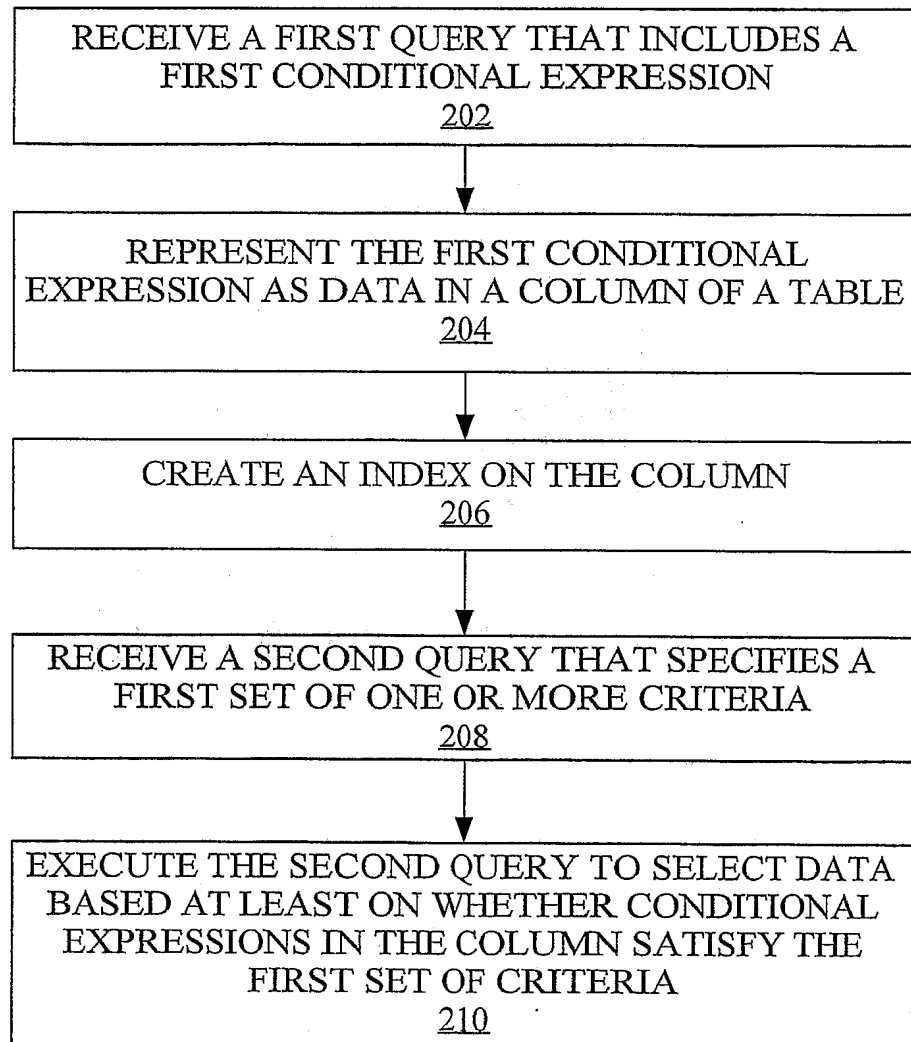 RECEIVE A FIRST QUERY THAT INCLUDES A
FIRST CONDITIONAL EXPRESSION
202
REPRESENT THE FIRST CONDITIONAL
EXPRESSION AS DATA IN A COLUMN OF A TABLE
204
CREATE AN INDEX ON THE COLUMN
206
RECEIVE A SECOND QUERY THAT SPECIFIES A
FIRST SET OF ONE OR MORE CRITERIA
208
EXECUTE THE SECOND QUERY TO SELECT DATA
BASED AT LEAST ON WHETHER CONDITIONAL
EXPRESSIONS IN THE COLUMN SATISFY THE
FIRST SET OF CRITERIA
210